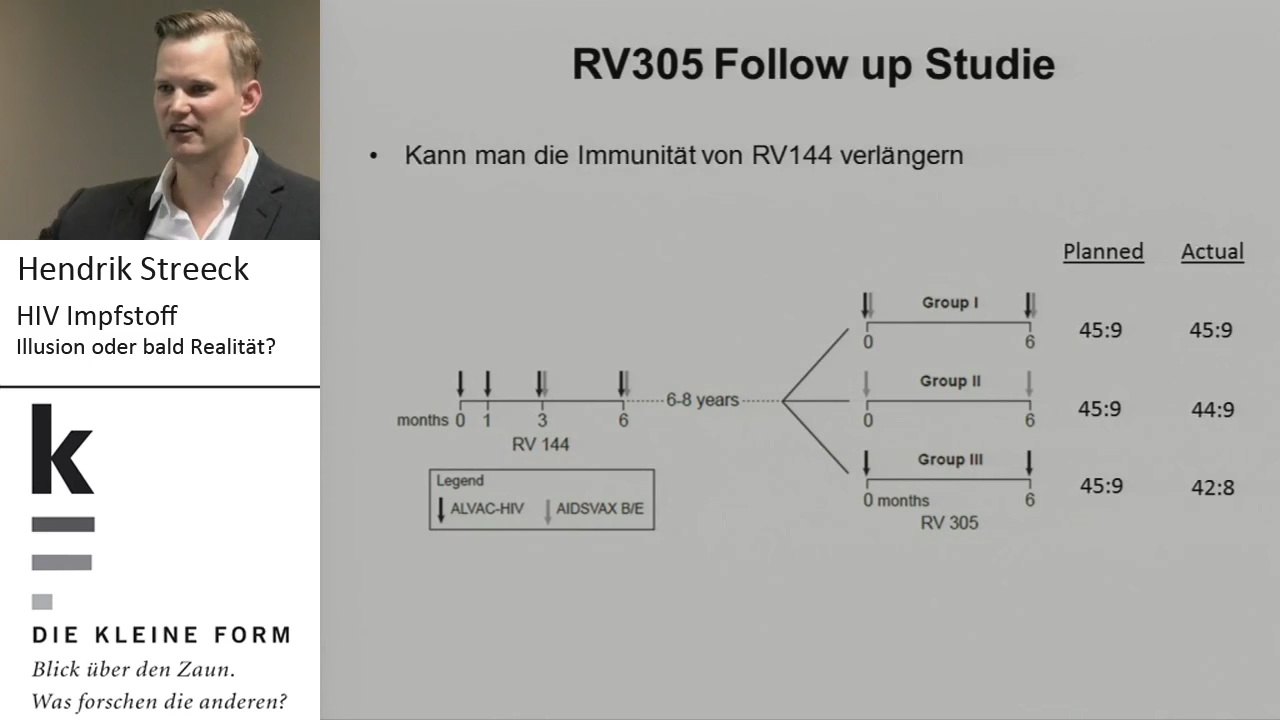 Hendrik Streeck
HIV Impfstoff
Illusion oder bald Realität?
k
DIE KLEINE FORM
Blick über den Zaun.
Was forschen die anderen?
RV305 Follow up Studie
• Kann man die Immunität von RV144 verlängern
Planned Actual
Group I
0 6
45:9 45:9
Group II
0 6
45:9 44:9
Group III
0 months 6
RV 305
45:9 42:8
6-8 years
months 0 1 3 6
RV 144
Legend
ALVAC-HIV AIDSVAX B/E